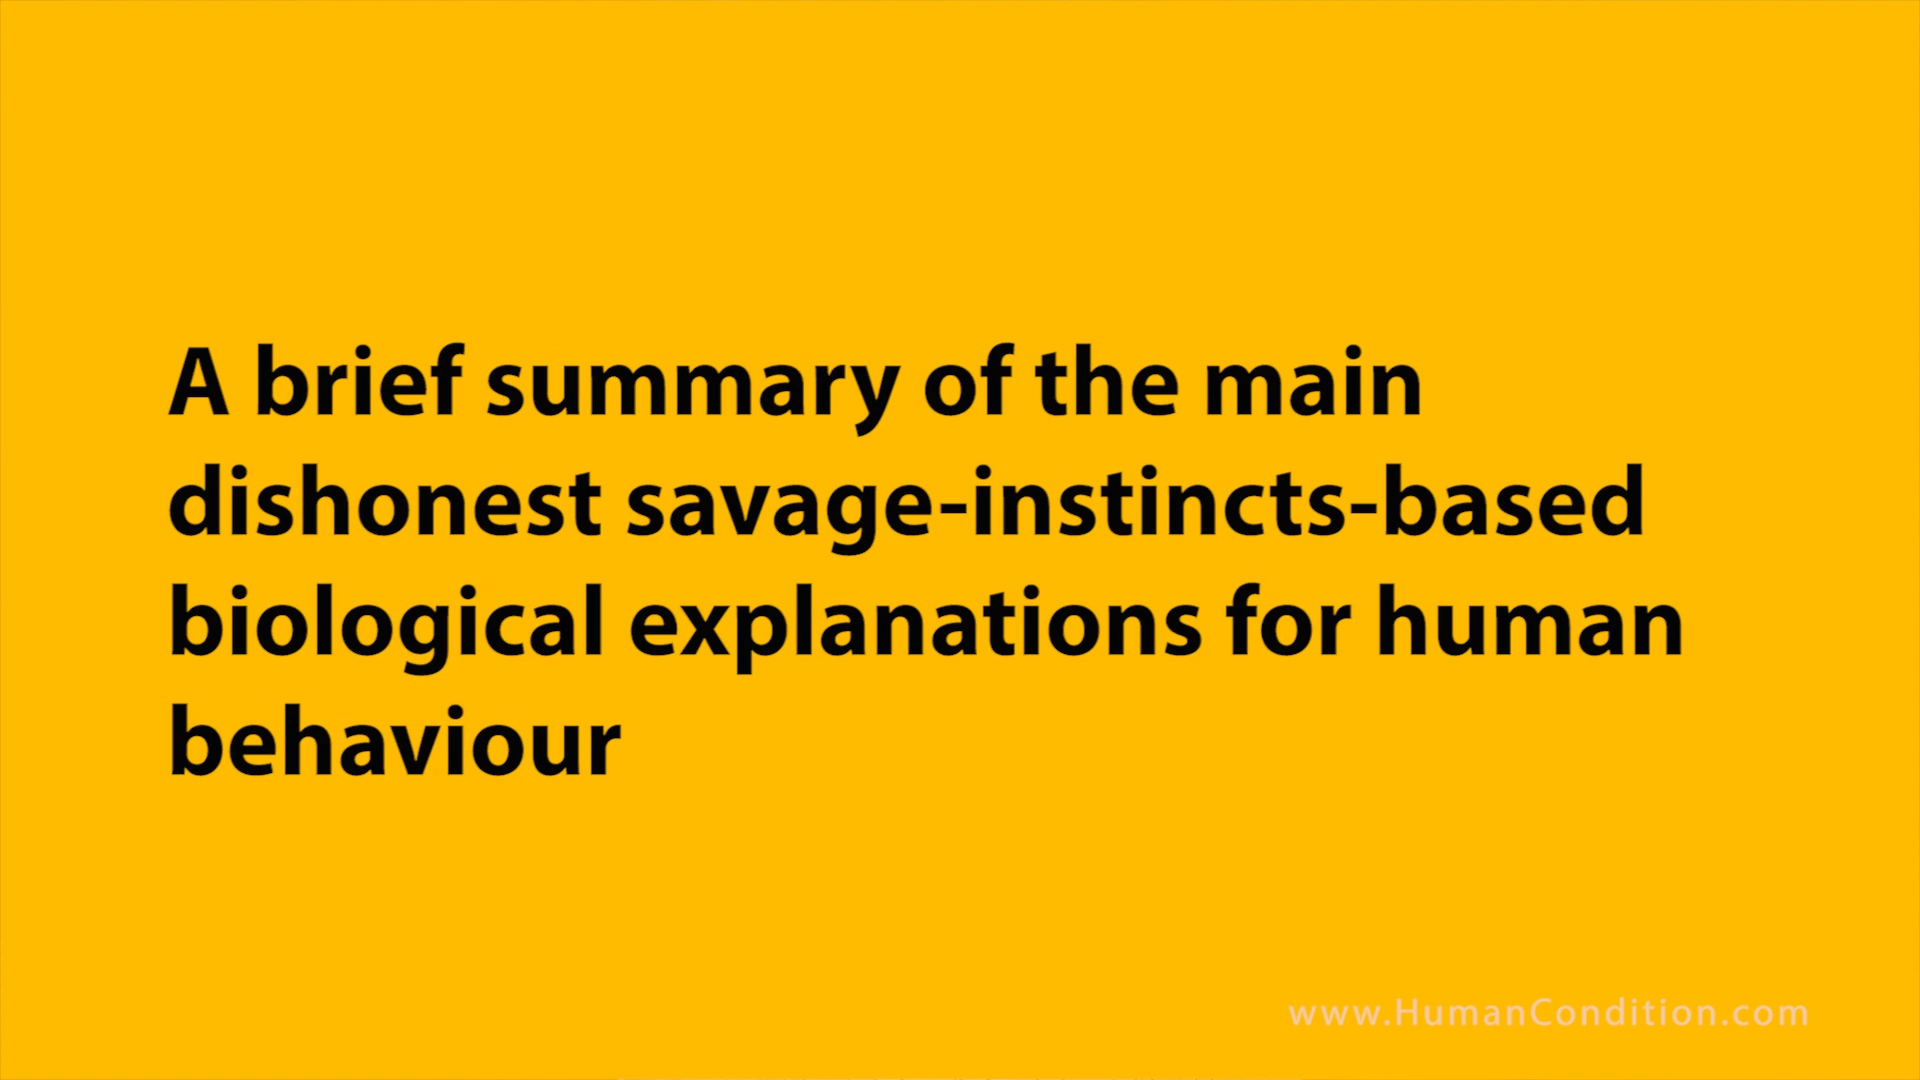 A brief summary of the main
dishonest savage-instincts-based
biological explanations for human
behaviour
www.HumanCondition.com